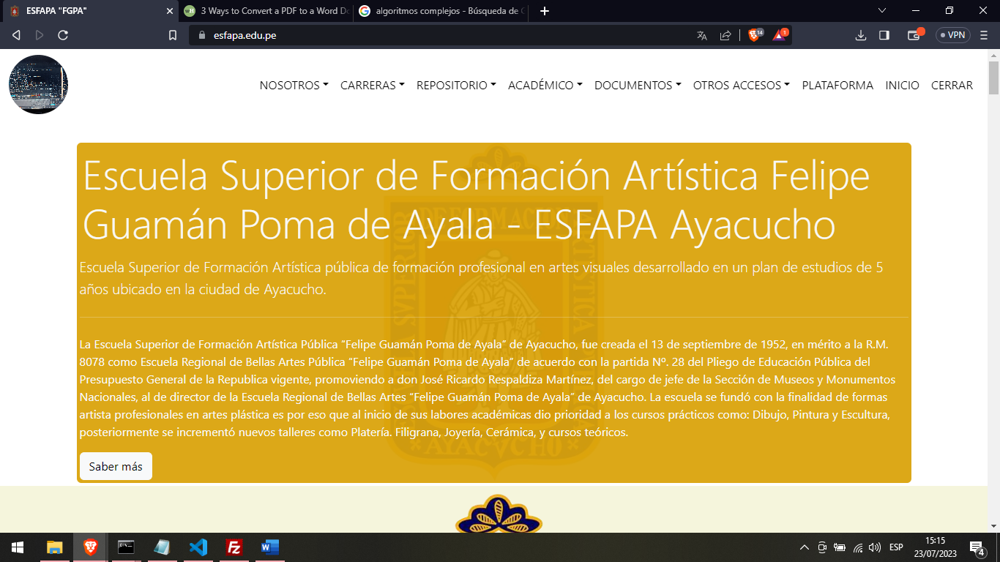 ESFAPA "FGPA"
3 Ways to Convert a PDF to a Word Do
algoritmos complejos - Búsqueda de G
esfapa.edu.pe
14
1
VPN
NOSOTROS CARRERAS REPOSITORIO ACADÉMICO DOCUMENTOS OTROS ACCESOS PLATAFORMA INICIO CERRAR
Escuela Superior de Formación Artística Felipe
Guamán Poma de Ayala - ESFAPA Ayacucho
Escuela Superior de Formación Artística pública de formación profesional en artes visuales desarrollado en un plan de estudios de 5
años ubicado en la ciudad de Ayacucho.
La Escuela Superior de Formación Artística Pública "Felipe Guamán Poma de Ayala" de Ayacucho, fue creada el 13 de septiembre de 1952, en mérito a la R.M.
8078 como Escuela Regional de Bellas Artes Pública "Felipe Guamán Poma de Ayala" de acuerdo con la partida Nº. 28 del Pliego de Educación Pública del
Presupuesto General de la Republica vigente, promoviendo a don José Ricardo Respaldiza Martínez, del cargo de jefe de la Sección de Museos y Monumentos
Nacionales, al de director de la Escuela Regional de Bellas Artes "Felipe Guamán Poma de Ayala" de Ayacucho. La escuela se fundó con la finalidad de formas
artista profesionales en artes plástica es por eso que al inicio de sus labores académicas dio prioridad a los cursos prácticos como: Dibujo, Pintura y Escultura,
posteriormente se incrementó nuevos talleres como Platería. Filigrana, Joyería, Cerámica, y cursos teóricos.
AYACVCHO
Saber más
ESP
15:15
23/07/2023
4